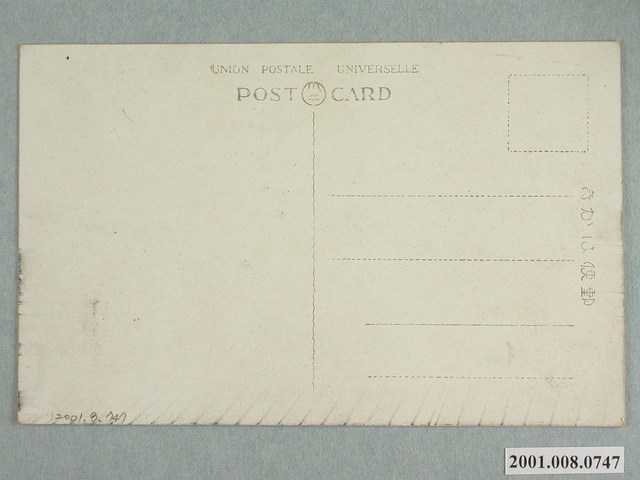 UNION POSTALE UNIVERSELLE
POST CARD
きかは便郵
2001.8.747
2001.008.0747